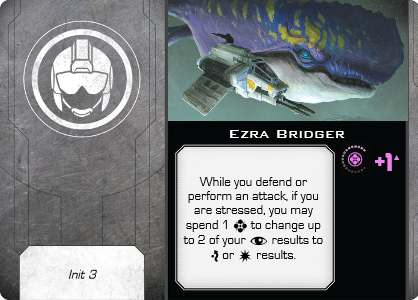 EZRA BRIDGER
+1
While you defend or
perform an attack, if you
are stressed, you may
spend 1 to change up
to 2 of your results to
or results.
Init 3